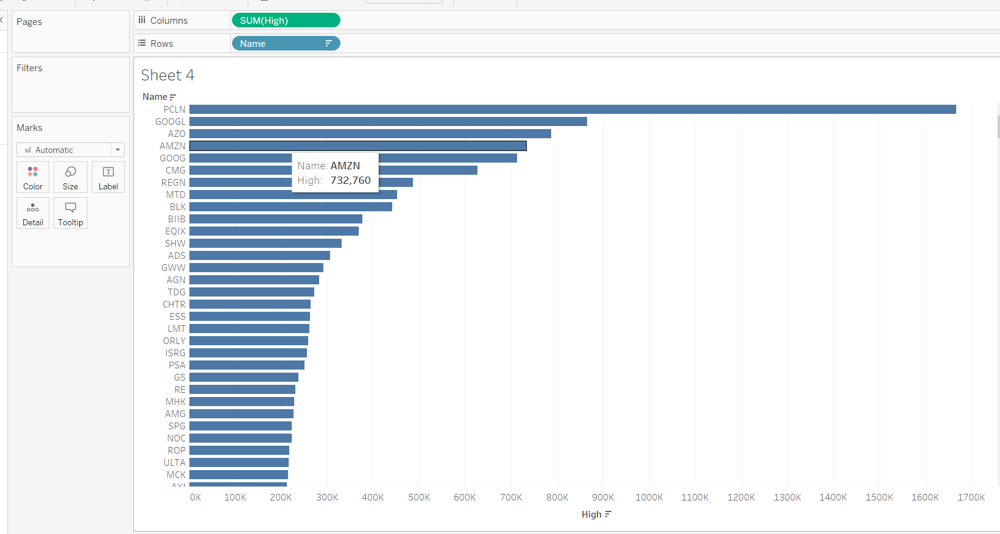 Pages
Columns
SUM(High)
Rows
Name
Filters
Marks
Automatic
Color
Size
Label
Detail
Tooltip
Sheet 4
Name
PCLN
GOOGL
AZO
AMZN
GOOG
CMG
REGN
MTD
BLK
BIIB
EQIX
SHW
ADS
GWW
AGN
TDG
CHTR
ESS
LMT
ORLY
ISRG
PSA
GS
RE
MHK
AMG
SPG
NOC
ROP
ULTA
MCK
Name: AMZN
High: 732,760
0K 100K 200K 300K 400K 500K 600K 700K 800K 900K 1000K 1100K 1200K 1300K 1400K 1500K 1600K 1700K
High